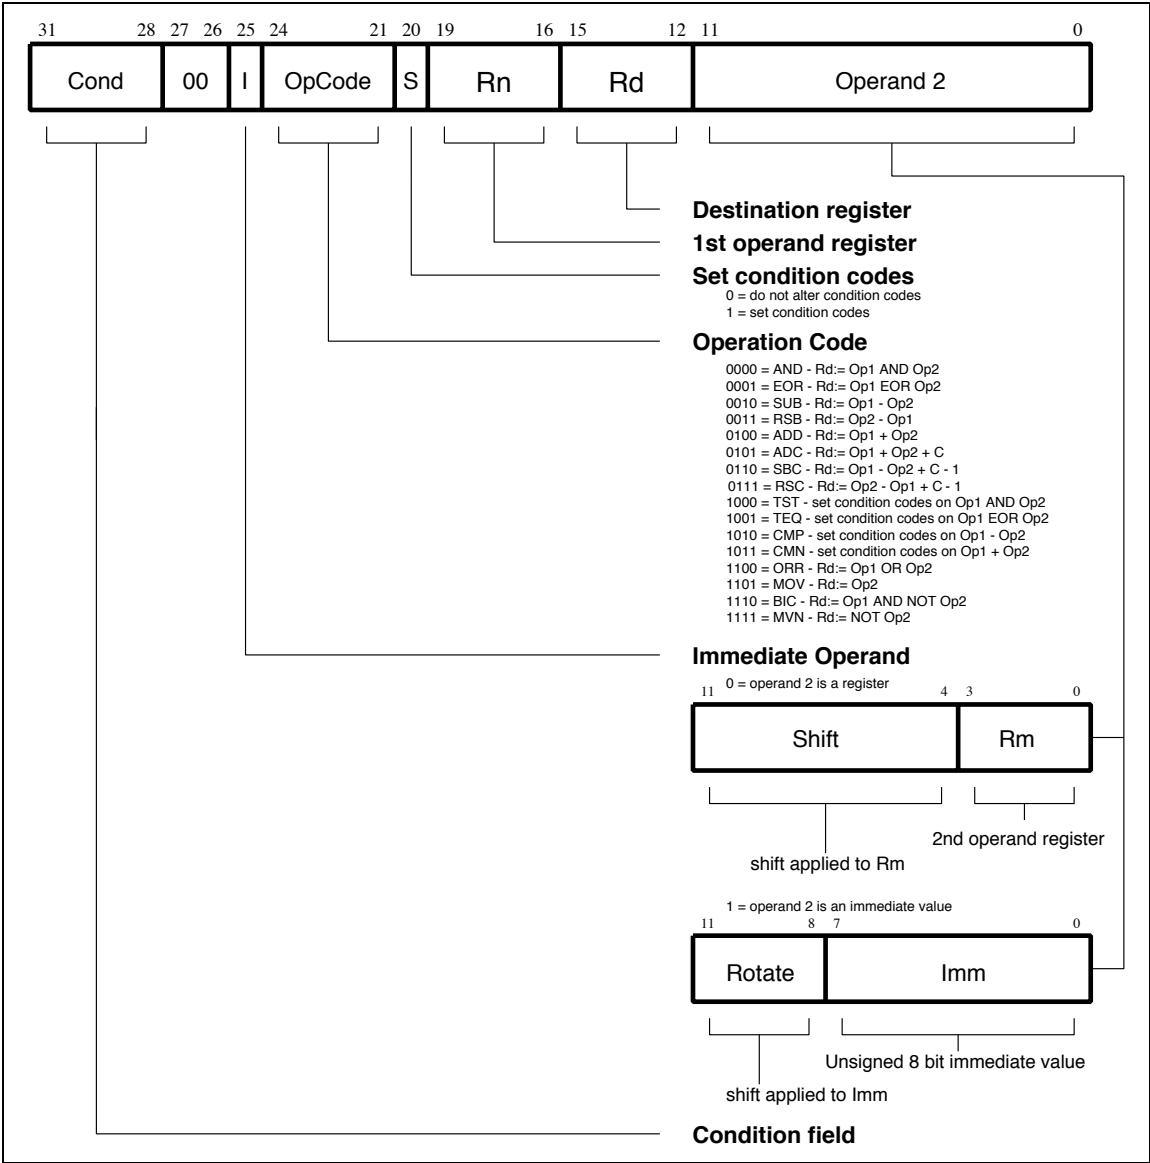 31 28 27 26 25 24 21 20 19 16 15 12 11 0
Cond 00 I OpCode S Rn Rd Operand 2
Destination register
1st operand register
Set condition codes
0 = do not alter condition codes
1 = set condition codes
Operation Code
0000 = AND - Rd:= Op1 AND Op2
0001 = EOR - Rd:= Op1 EOR Op2
0010 = SUB - Rd:= Op1 - Op2
0011 = RSB - Rd:= Op2 - Op1
0100 = ADD - Rd:= Op1 + Op2
0101 = ADC - Rd:= Op1 + Op2 + C
0110 = SBC - Rd:= Op1 - Op2 + C - 1
0111 = RSC - Rd:= Op2 - Op1 + C - 1
1000 = TST - set condition codes on Op1 AND Op2
1001 = TEQ - set condition codes on Op1 EOR Op2
1010 = CMP - set condition codes on Op1 - Op2
1011 = CMN - set condition codes on Op1 + Op2
1100 = ORR - Rd:= Op1 OR Op2
1101 = MOV - Rd:= Op2
1110 = BIC - Rd:= Op1 AND NOT Op2
1111 = MVN - Rd:= NOT Op2
Immediate Operand
0 = operand 2 is a register
11 4 3 0
Shift Rm
2nd operand register
shift applied to Rm
1 = operand 2 is an immediate value
11 8 7 0
Rotate Imm
Unsigned 8 bit immediate value
shift applied to Imm
Condition field